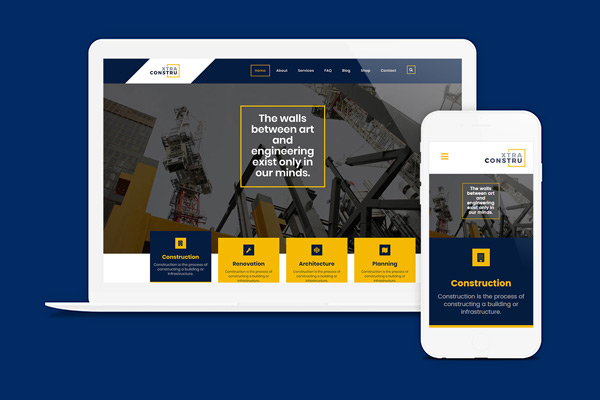 XTRA
CONSTRU
Home About Services FAQ Blog Shop Contact
The walls
between art
and
engineering
exist only in
our minds.
Construction
Construction is the process of
constructing a building or
infrastructure.
Renovation
Construction is the process of
constructing a building or
infrastructure.
Architecture
Construction is the process of
constructing a building or
infrastructure.
Planning
Construction is the process of
constructing a building or
infrastructure.
XTRA
CONSTRU
The walls
between art
and
engineering
exist only in
our minds.
Construction
Construction is the process of
constructing a building or
infrastructure.